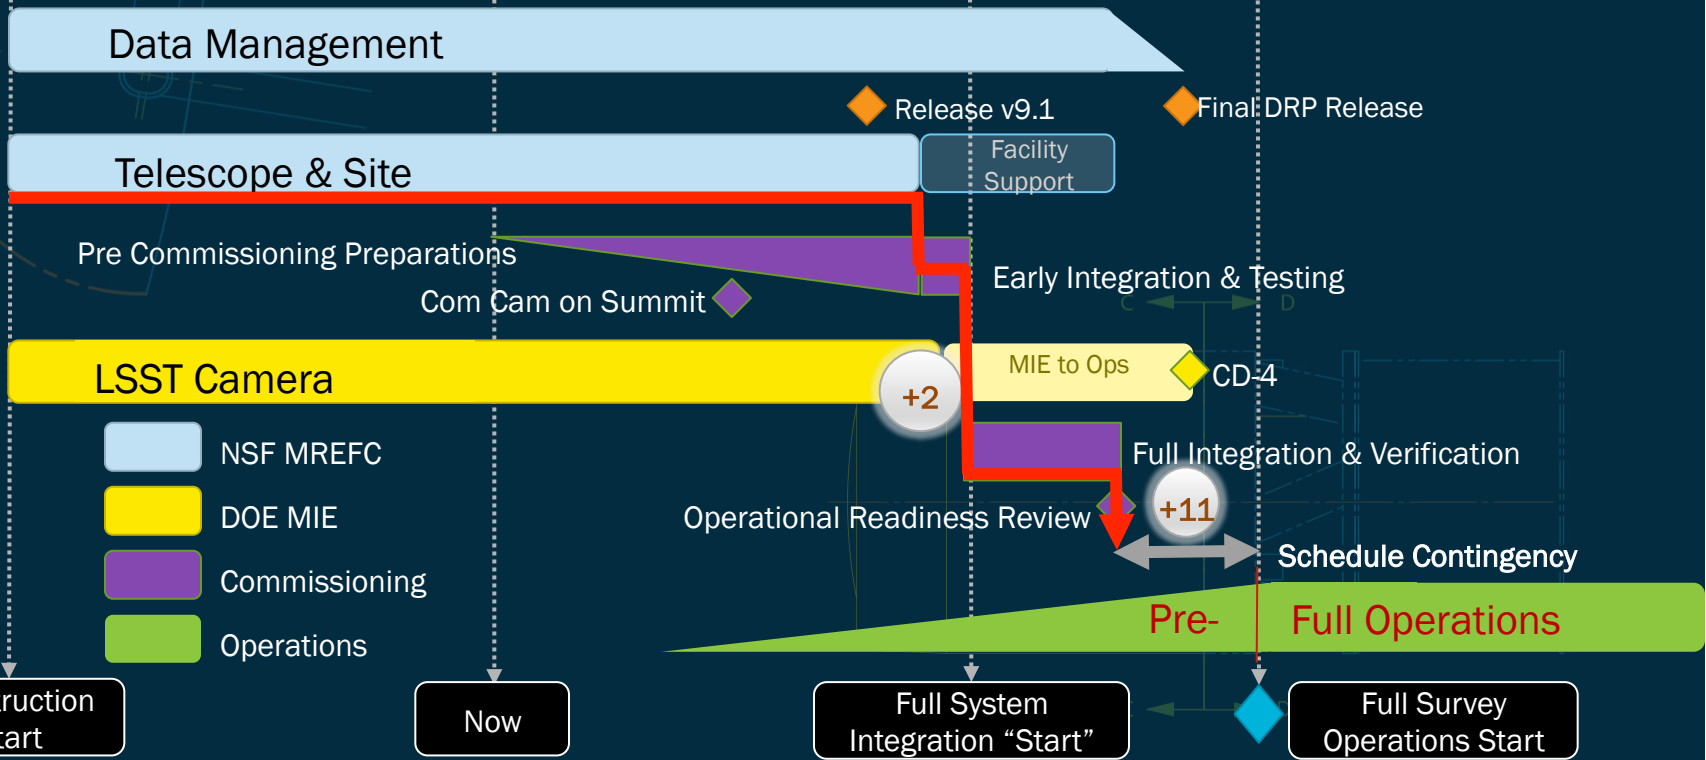 Data Management
Release v9.1
Final DRP Release
Telescope & Site
Facility
Support
Pre Commissioning Preparations
Early Integration & Testing
Com Cam on Summit
C
D
LSST Camera
+2
MIE to Ops
CD-4
NSF MREFC
Full Integration & Verification
DOE MIE
Operational Readiness Review
+11
Schedule Contingency
Commissioning
Operations
Pre-
Full Operations
ruction
tart
Now
Full System
Integration “Start”
Full Survey
Operations Start